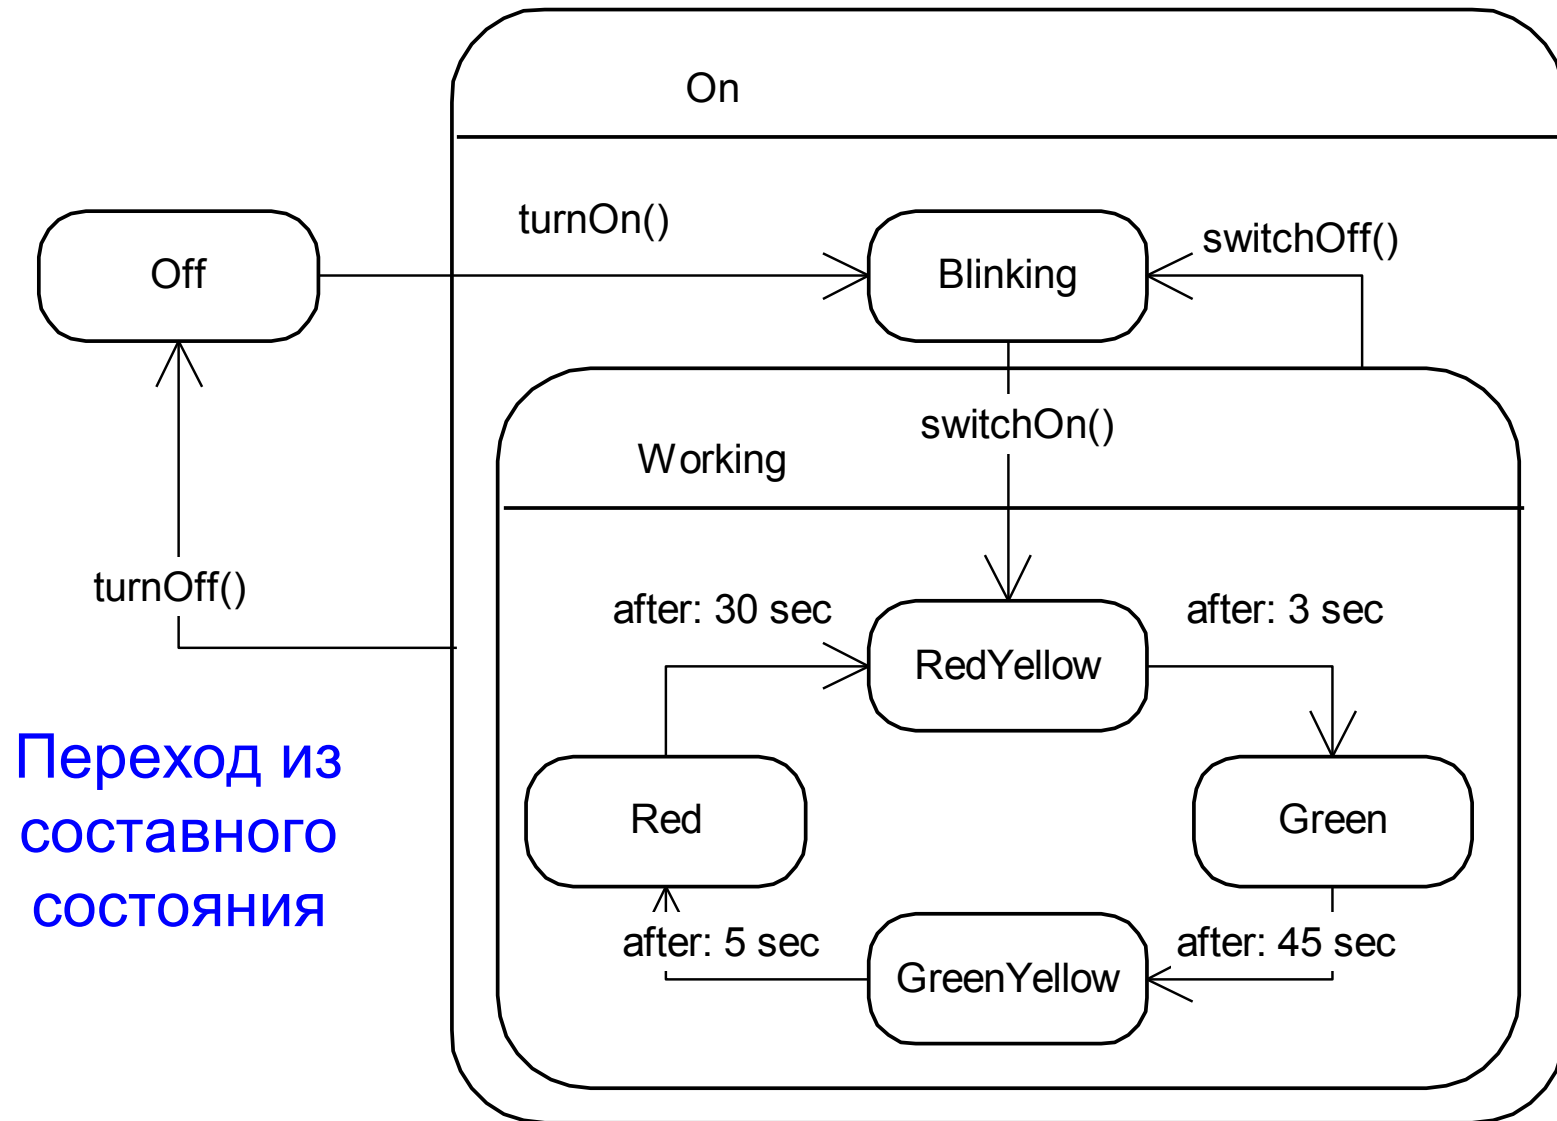 On
turnOn()
switchOff()
Off
Blinking
switchOn()
Working
turnOff()
after: 30 sec
after: 3 sec
RedYellow
Переход из
составного
состояния
Red
Green
after: 5 sec
after: 45 sec
GreenYellow